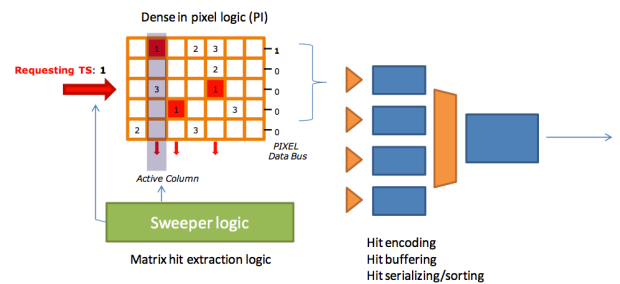 Dense in pixel logic (PI)
1 2 3 1
Requesting TS: 1
2 0
3 1 0
1 3 0
2 3 0
PIXEL
Data Bus
Active Column
Sweeper logic
Matrix hit extraction logic
Hit encoding
Hit buffering
Hit serializing/sorting